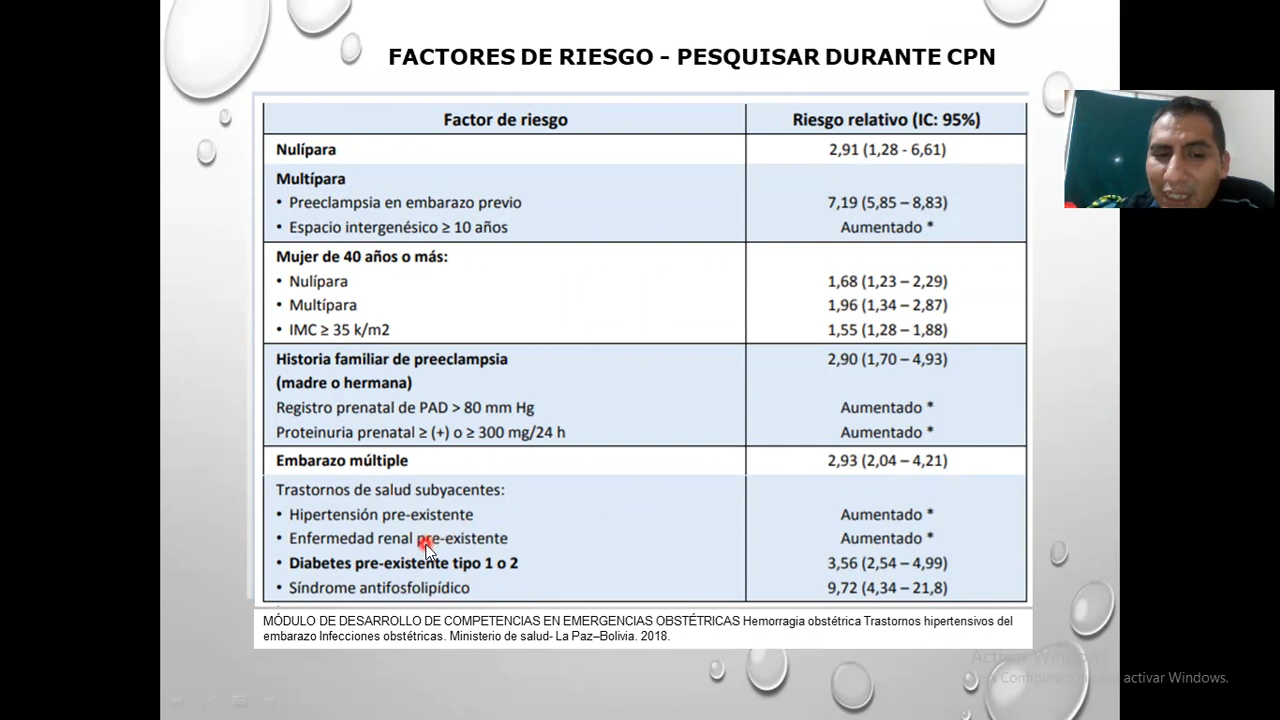 FACTORES DE RIESGO – PESQUISAR DURANTE CPN
Factor de riesgo Riesgo relativo (IC: 95%)
Nulípara 2,91 (1,28 - 6,61)
Multípara
• Preeclampsia en embarazo previo 7,19 (5,85 – 8,83)
• Espacio intergenésico ≥ 10 años Aumentado *
Mujer de 40 años o más:
• Nulípara 1,68 (1,23 – 2,29)
• Multípara 1,96 (1,34 – 2,87)
• IMC ≥ 35 k/m2 1,55 (1,28 – 1,88)
Historia familiar de preeclampsia 2,90 (1,70 – 4,93)
(madre o hermana)
Registro prenatal de PAD > 80 mm Hg Aumentado *
Proteinuria prenatal ≥ (+) o ≥ 300 mg/24 h Aumentado *
Embarazo múltiple 2,93 (2,04 – 4,21)
Trastornos de salud subyacentes:
• Hipertensión pre-existente Aumentado *
• Enfermedad renal pre-existente Aumentado *
• Diabetes pre-existente tipo 1 o 2 3,56 (2,54 – 4,99)
• Síndrome antifosfolipídico 9,72 (4,34 – 21,8)
MÓDULO DE DESARROLLO DE COMPETENCIAS EN EMERGENCIAS OBSTÉTRICAS Hemorragia obstétrica Trastornos hipertensivos del
embarazo Infecciones obstétricas. Ministerio de salud- La Paz–Bolivia. 2018.
Activar Windows
Configuración para activar Windows.